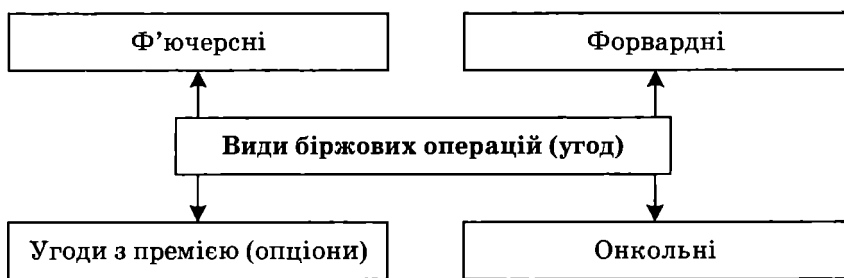 Ф'ючерсні
Форвардні
Види біржових операцій (угод)
Угоди з премією (опціони)
Онкольні